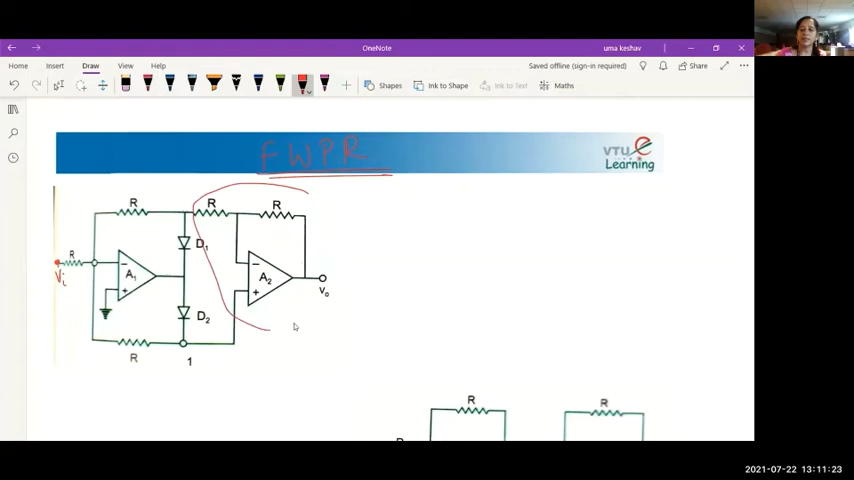 OneNote
uma keshav
Home
Insert
Draw
View
Help
Saved offline (sign-in required)
Share
Shapes
Ink to Shape
Ink to Text
Maths
FWPR
VTU e
Learning
R
R
R
R
Vi
D1
A1
A2
D2
vo
R
1
R
R
2021-07-22 13:11:23